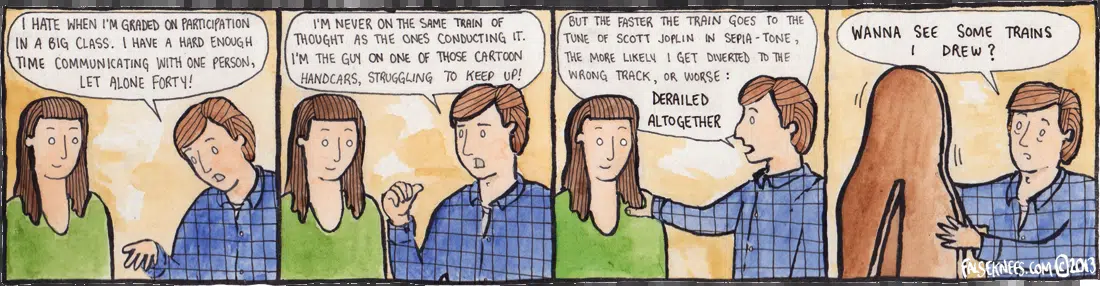 I HATE WHEN I'M GRADED ON PARTICIPATION
IN A BIG CLASS. I HAVE A HARD ENOUGH
TIME COMMUNICATING WITH ONE PERSON,
LET ALONE FORTY!
I'M NEVER ON THE SAME TRAIN OF
THOUGHT AS THE ONES CONDUCTING IT.
I'M THE GUY ON ONE OF THOSE CARTOON
HANDCARS, STRUGGLING TO KEEP UP!
BUT THE FASTER THE TRAIN GOES TO THE
TUNE OF SCOTT JOPLIN IN SEPIA-TONE,
THE MORE LIKELY I GET DIVERTED TO THE
WRONG TRACK, OR WORSE:
DERAILED
ALTOGETHER
WANNA SEE SOME TRAINS
I DREW?
FALSEKNEES.COM ©2013